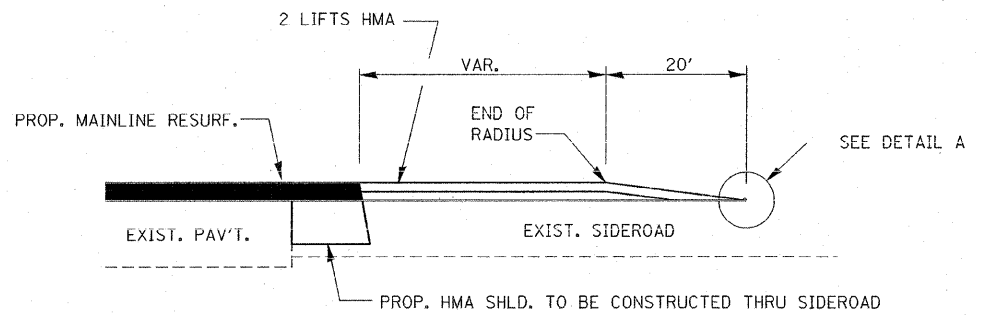 2 LIFTS HMA
VAR.
20'
PROP. MAINLINE RESURF.
END OF
RADIUS
SEE DETAIL A
EXIST. PAV'T.
EXIST. SIDEROAD
PROP. HMA SHLD. TO BE CONSTRUCTED THRU SIDEROAD